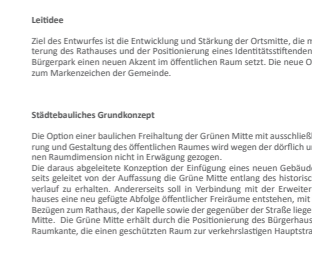 Leitidee
Ziel des Entwurfes ist die Entwicklung und Stärkung der Ortsmitte, die m
terung des Rathauses und der Positionierung eines Identitätsstiftenden
Bürgerpark einen neuen Akzent im öffentlichen Raum setzt. Die neue O
zum Markenzeichen der Gemeinde.
Städtebauliches Grundkonzept
Die Option einer baulichen Freihaltung der Grünen Mitte mit ausschließl
rung und Gestaltung des öffentlichen Raumes wird wegen der dörflich u
nen Raumdimension nicht in Erwägung gezogen.
Die daraus abgeleitete Konzeption der Einfügung eines neuen Gebäude
seits geleitet von der Auffassung die Grüne Mitte entlang des historisc
verlauf zu erhalten. Andererseits soll in Verbindung mit der Erweiter
hauses eine neu gefügte Abfolge öffentlicher Freiräume entstehen, mit
Bezügen zum Rathaus, der Kapelle sowie der gegenüber der Straße liege
Mitte. Die Grüne Mitte erhält durch die Positionierung des Bürgerhaus
Raumkante, die einen geschützten Raum zur verkehrslastigen Hauptstra